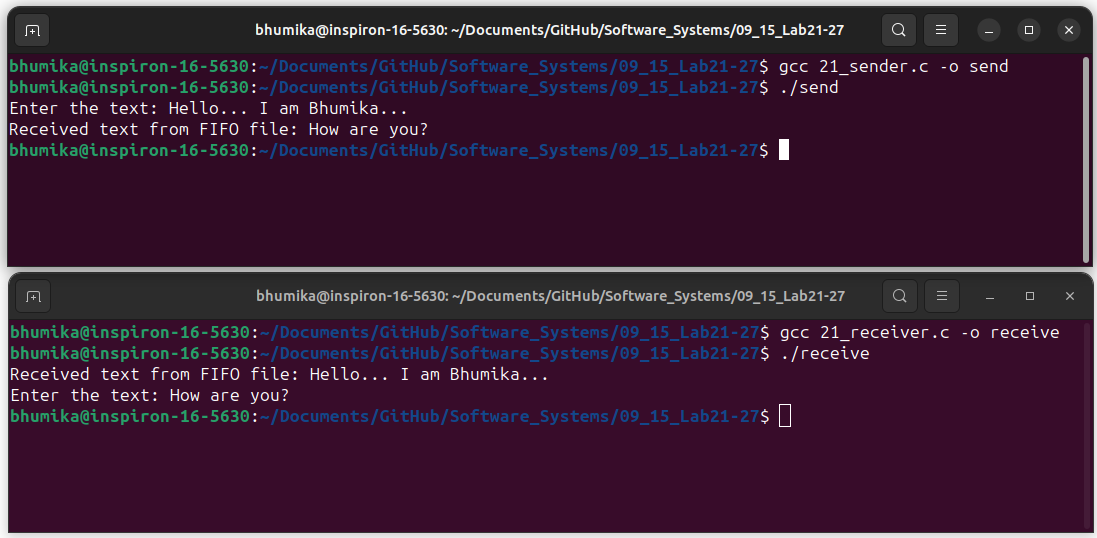 bhumika@inspiron-16-5630: ~/Documents/GitHub/Software_Systems/09_15_Lab21-27
bhumika@inspiron-16-5630:~/Documents/GitHub/Software_Systems/09_15_Lab21-27$ gcc 21_sender.c -o send
bhumika@inspiron-16-5630:~/Documents/GitHub/Software_Systems/09_15_Lab21-27$ ./send
Enter the text: Hello... I am Bhumika...
Received text from FIFO file: How are you?
bhumika@inspiron-16-5630:~/Documents/GitHub/Software_Systems/09_15_Lab21-27$
bhumika@inspiron-16-5630: ~/Documents/GitHub/Software_Systems/09_15_Lab21-27
bhumika@inspiron-16-5630:~/Documents/GitHub/Software_Systems/09_15_Lab21-27$ gcc 21_receiver.c -o receive
bhumika@inspiron-16-5630:~/Documents/GitHub/Software_Systems/09_15_Lab21-27$ ./receive
Received text from FIFO file: Hello... I am Bhumika...
Enter the text: How are you?
bhumika@inspiron-16-5630:~/Documents/GitHub/Software_Systems/09_15_Lab21-27$